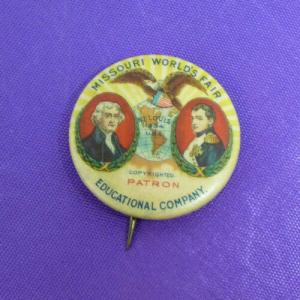 MISSOURI WORLD'S FAIR
ST. LOUIS
U.S.A.
COPYRIGHTED
PATRON
EDUCATIONAL COMPANY.